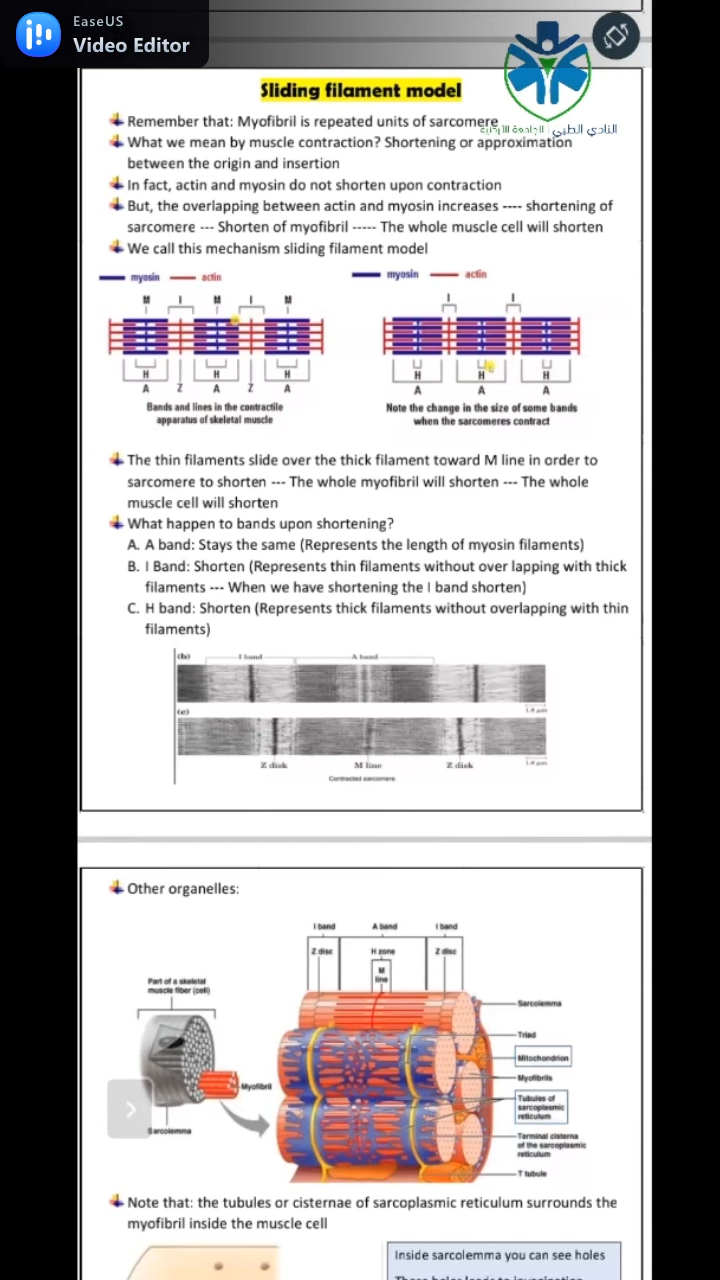 EaseUS
Video Editor
Sliding filament model
النادي الطبي | الجامعة الأردنية
Remember that: Myofibril is repeated units of sarcomere
What we mean by muscle contraction? Shortening or approximation
between the origin and insertion
In fact, actin and myosin do not shorten upon contraction
But, the overlapping between actin and myosin increases ---- shortening of
sarcomere --- Shorten of myofibril ----- The whole muscle cell will shorten
We call this mechanism sliding filament model
myosin actin
myosin actin
M I M I M
I I
H H H
A Z A Z A
H H H
A A A
Bands and lines in the contractile
apparatus of skeletal muscle
Note the change in the size of some bands
when the sarcomeres contract
The thin filaments slide over the thick filament toward M line in order to
sarcomere to shorten --- The whole myofibril will shorten --- The whole
muscle cell will shorten
What happen to bands upon shortening?
A. A band: Stays the same (Represents the length of myosin filaments)
B. I Band: Shorten (Represents thin filaments without over lapping with thick
filaments --- When we have shortening the I band shorten)
C. H band: Shorten (Represents thick filaments without overlapping with thin
filaments)
(b) I band A band
(c)
Z disk M line Z disk
Contracted sarcomere
Other organelles:
I band A band I band
Z disc H zone Z disc
M
line
Part of a skeletal
muscle fiber (cell)
Sarcolemma
Triad
Mitochondrion
Myofibrils
Myofibril
Tubules of
sarcoplasmic
reticulum
Sarcolemma
Terminal cisterna
of the sarcoplasmic
reticulum
T tubule
Note that: the tubules or cisternae of sarcoplasmic reticulum surrounds the
myofibril inside the muscle cell
Inside sarcolemma you can see holes